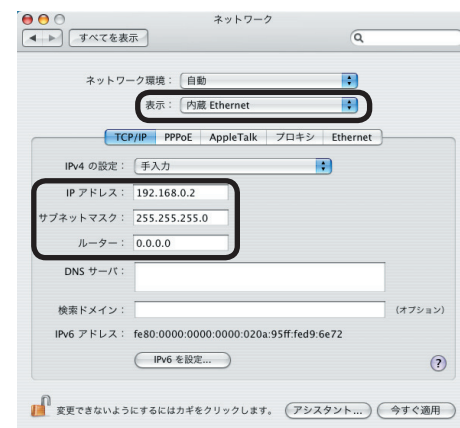 ネットワーク
すべてを表示
ネットワーク環境： 自動
表示： 内蔵 Ethernet
TCP/IP PPPoE AppleTalk プロキシ Ethernet
IPv4 の設定： 手入力
IP アドレス： 192.168.0.2
サブネットマスク： 255.255.255.0
ルーター： 0.0.0.0
DNS サーバ：
検索ドメイン： (オプション)
IPv6 アドレス： fe80:0000:0000:0000:020a:95ff:fed9:6e72
IPv6 を設定...
?
変更できないようにするにはカギをクリックします。 アシスタント... 今すぐ適用